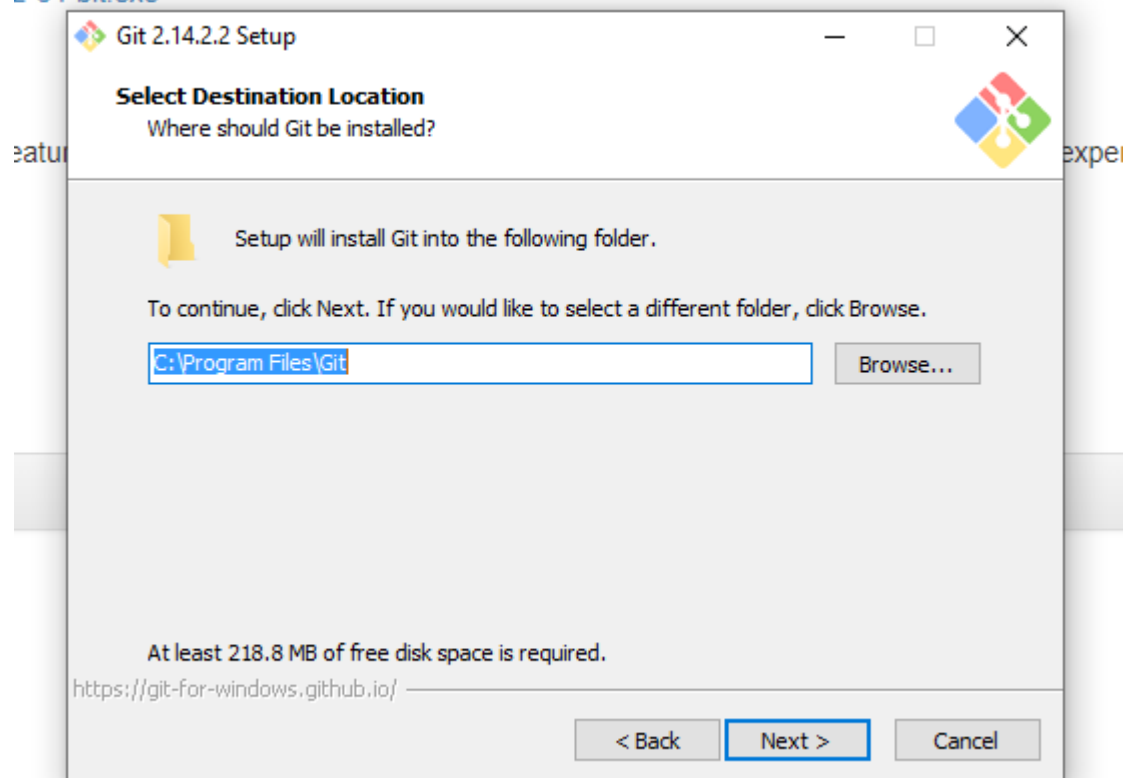 Git 2.14.2.2 Setup
Select Destination Location
Where should Git be installed?
Setup will install Git into the following folder.
To continue, click Next. If you would like to select a different folder, click Browse.
C:\Program Files\Git
Browse...
At least 218.8 MB of free disk space is required.
https://git-for-windows.github.io/
< Back
Next >
Cancel